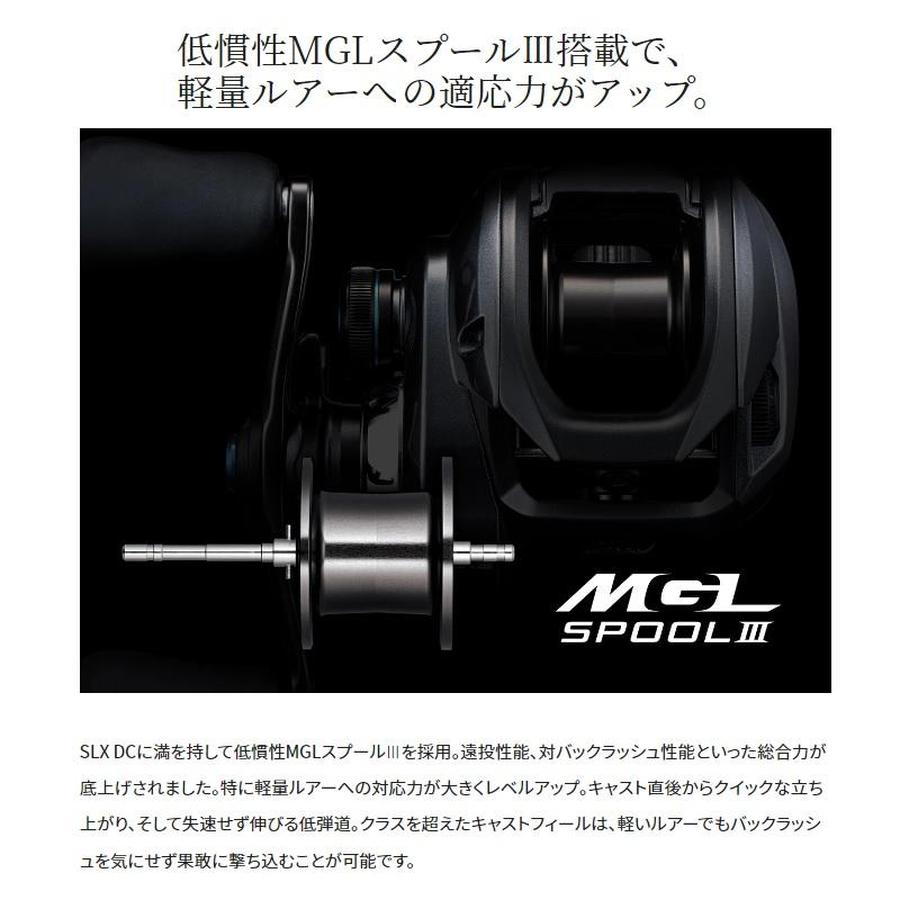 低慣性MGLスプールⅢ搭載で、
軽量ルアーへの適応力がアップ。
MGL
SPOOL Ⅲ
SLX DCに満を持して低慣性MGLスプールⅢを採用。遠投性能、対バックラッシュ性能といった総合力が
底上げされました。特に軽量ルアーへの対応力が大きくレベルアップ。キャスト直後からクイックな立ち
上がり、そして失速せず伸びる低弾道。クラスを超えたキャストフィールは、軽いルアーでもバックラッシ
ュを気にせず果敢に撃ち込むことが可能です。